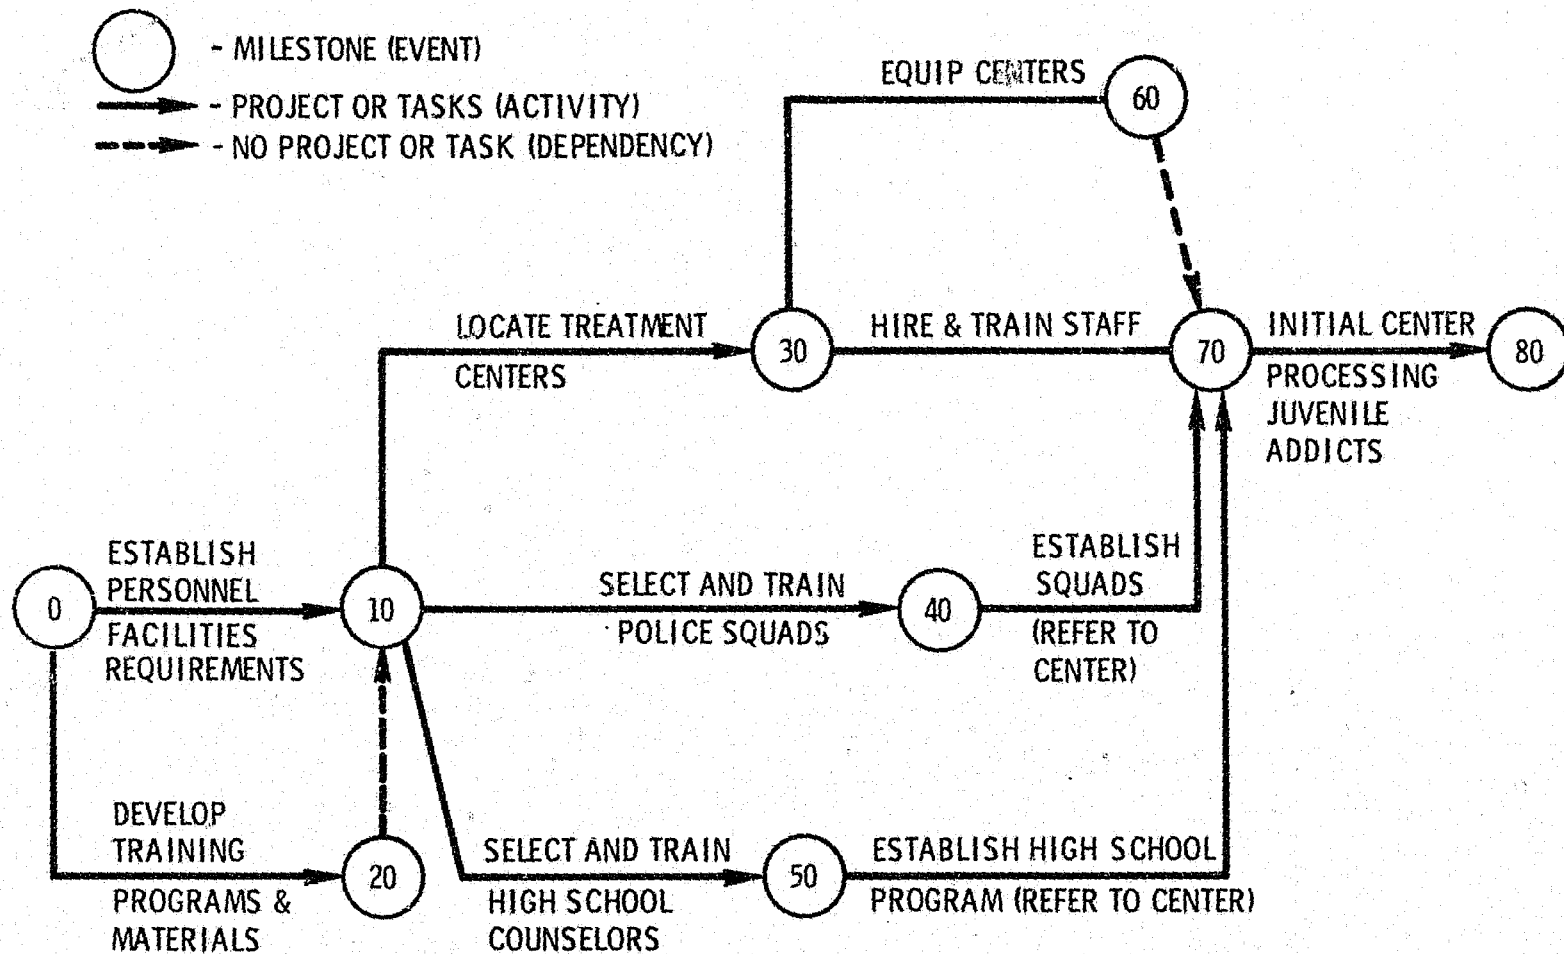 - MILESTONE (EVENT)
- PROJECT OR TASKS (ACTIVITY)
- NO PROJECT OR TASK (DEPENDENCY)
EQUIP CENTERS
60
LOCATE TREATMENT
CENTERS
30
HIRE & TRAIN STAFF
70
INITIAL CENTER
PROCESSING
JUVENILE
ADDICTS
80
0
ESTABLISH
PERSONNEL
FACILITIES
REQUIREMENTS
10
SELECT AND TRAIN
POLICE SQUADS
40
ESTABLISH
SQUADS
(REFER TO
CENTER)
DEVELOP
TRAINING
PROGRAMS &
MATERIALS
20
SELECT AND TRAIN
HIGH SCHOOL
COUNSELORS
50
ESTABLISH HIGH SCHOOL
PROGRAM (REFER TO CENTER)